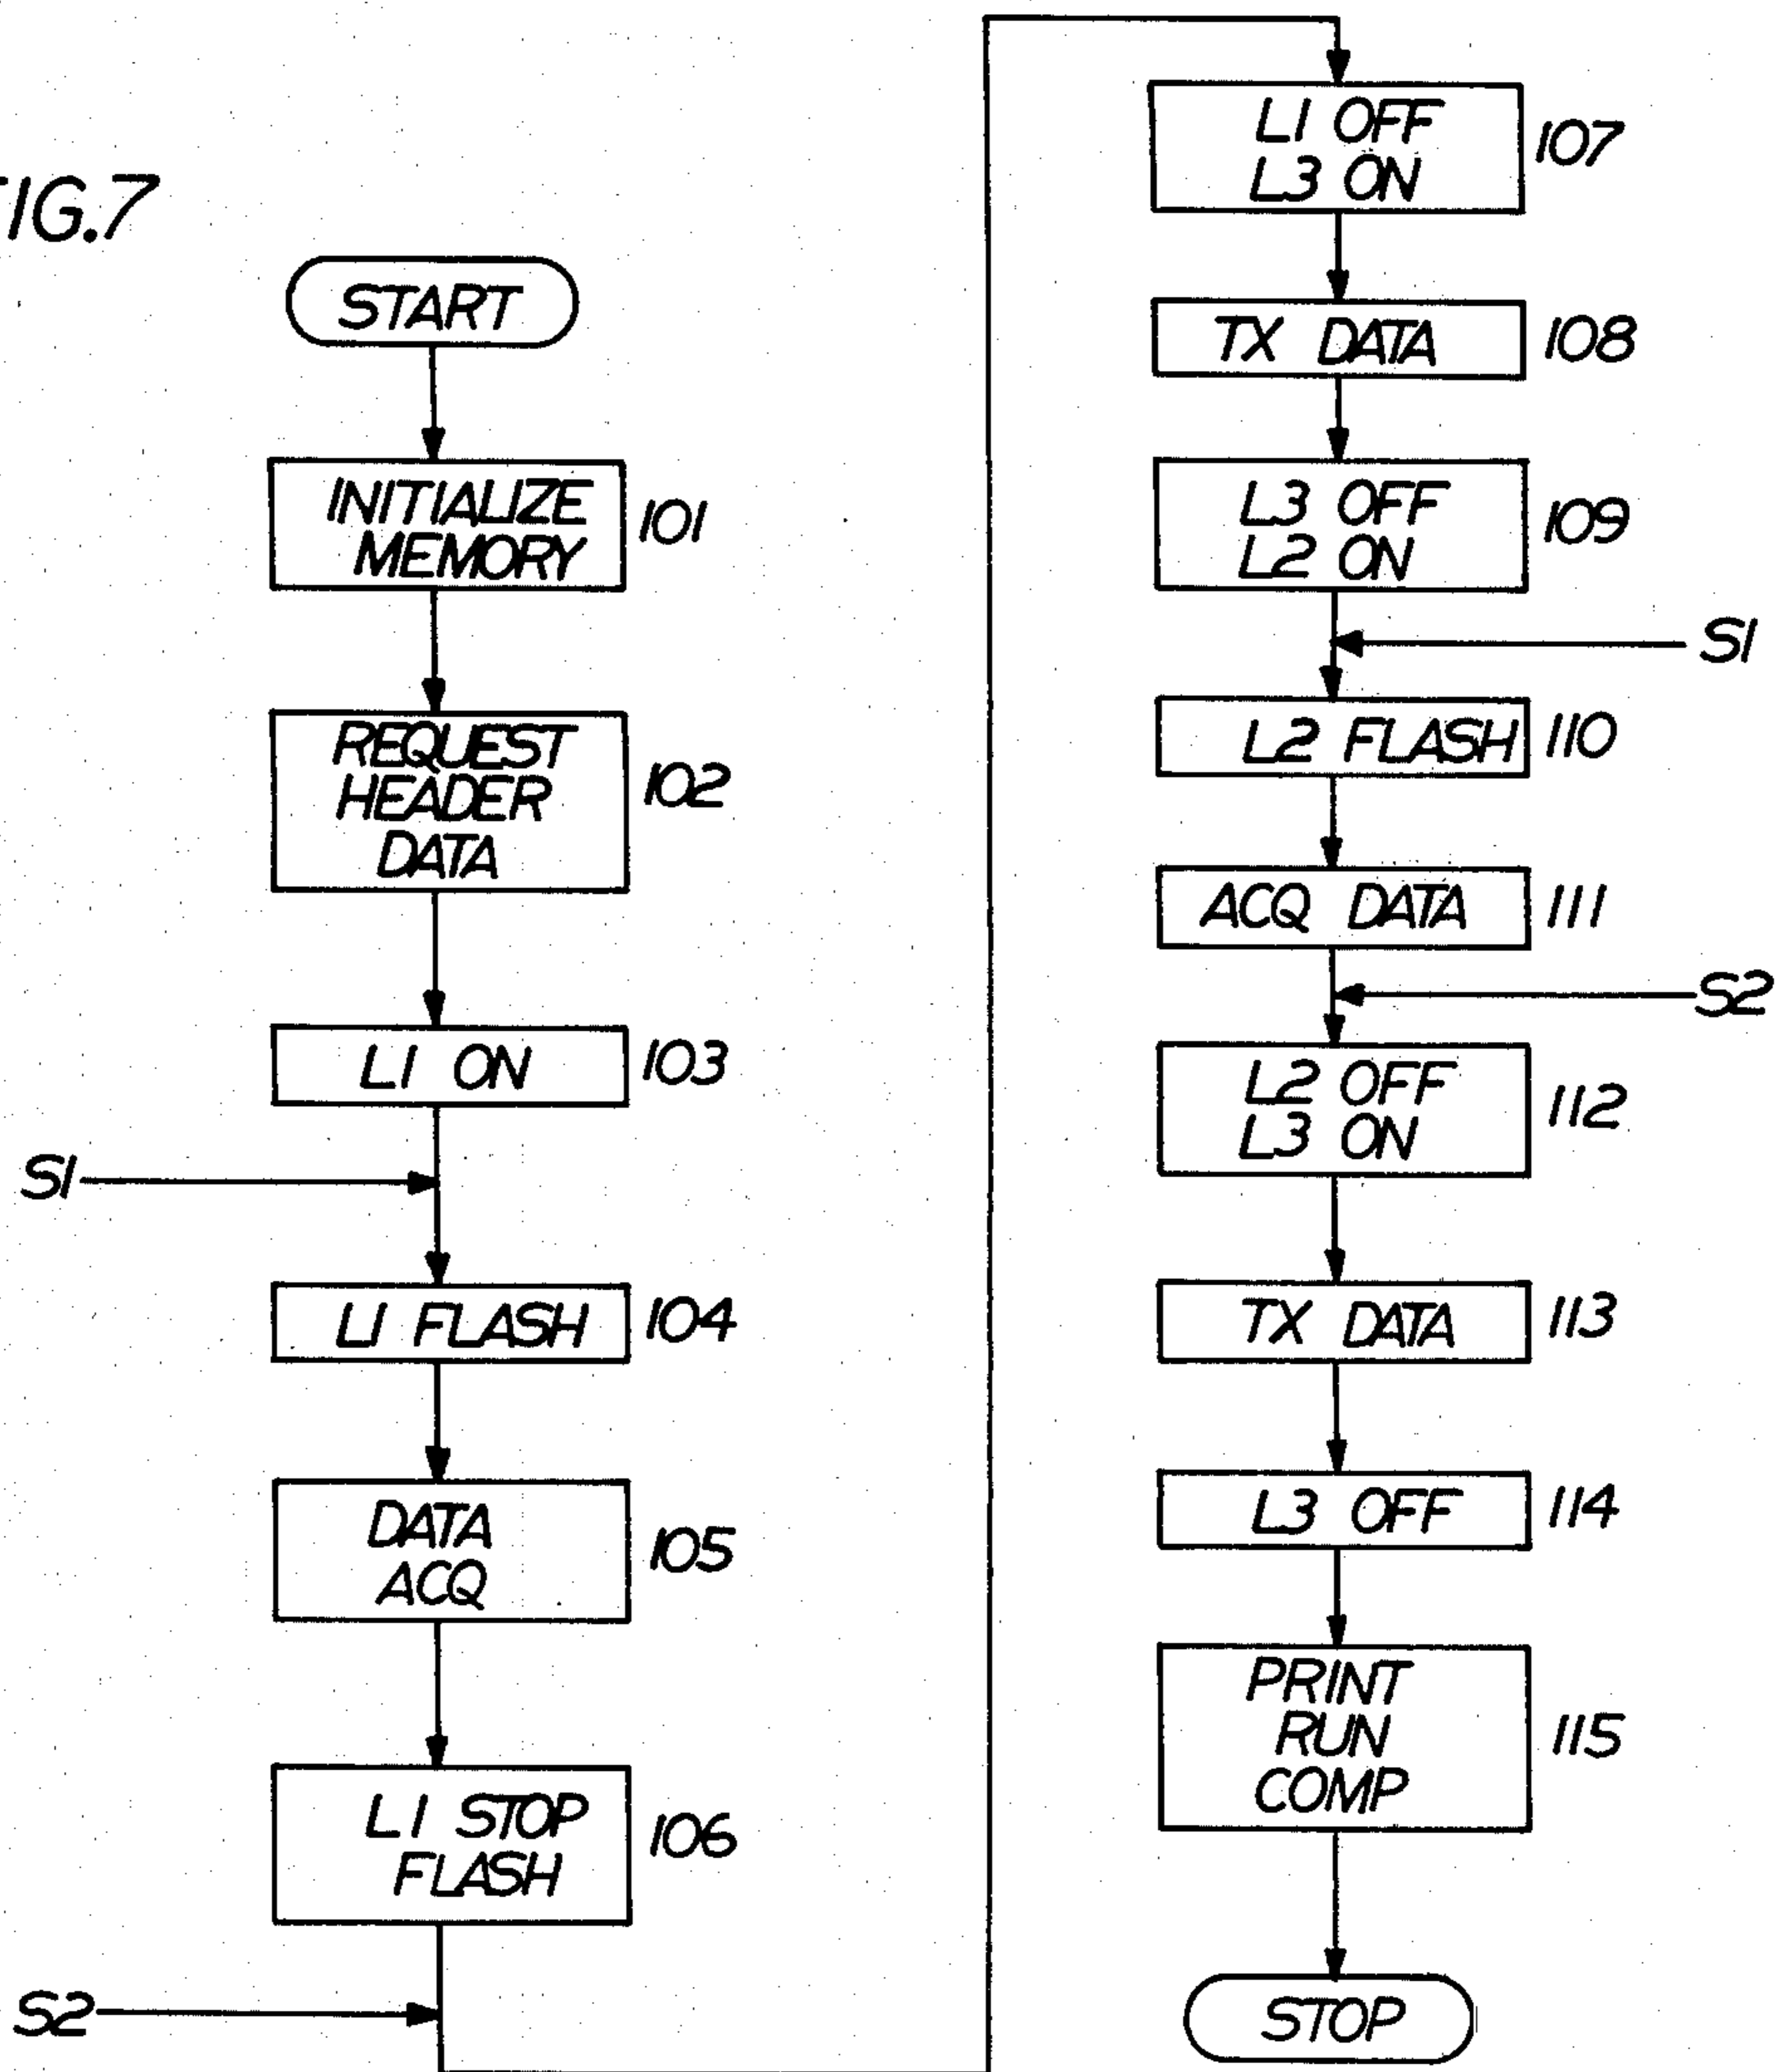 FIG.7
START
INITIALIZE
MEMORY
101
REQUEST
HEADER
DATA
102
L1 ON
103
S1
L1 FLASH
104
DATA
ACQ
105
L1 STOP
FLASH
106
S2
L1 OFF
L3 ON
107
TX DATA
108
L3 OFF
L2 ON
109
S1
L2 FLASH
110
ACQ DATA
111
S2
L2 OFF
L3 ON
112
TX DATA
113
L3 OFF
114
PRINT
RUN
COMP
115
STOP